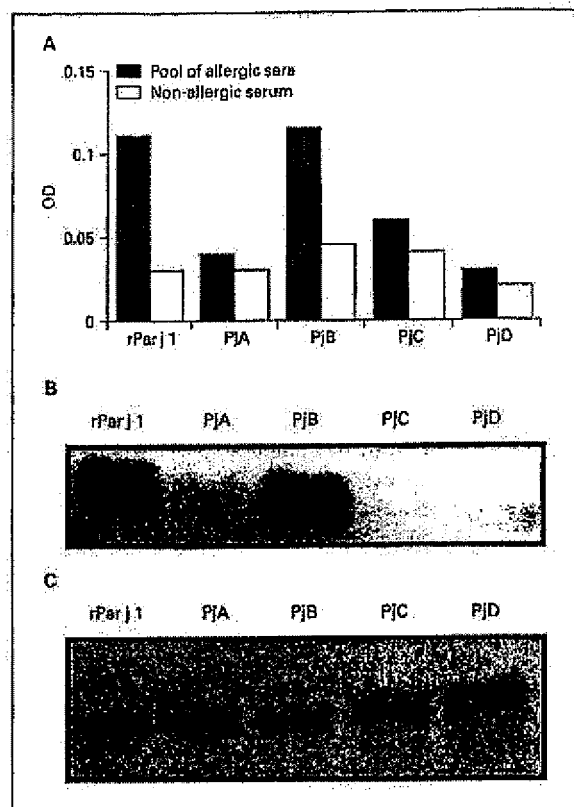 A
0.15
Pool of allergic sera
Non-allergic serum
0.1
OD
0.05
0
rPar j 1 PjA PjB PjC PjD
B
rPar j 1 PjA PjB PjC PjD
C
rPar j 1 PjA PjB PjC PjD